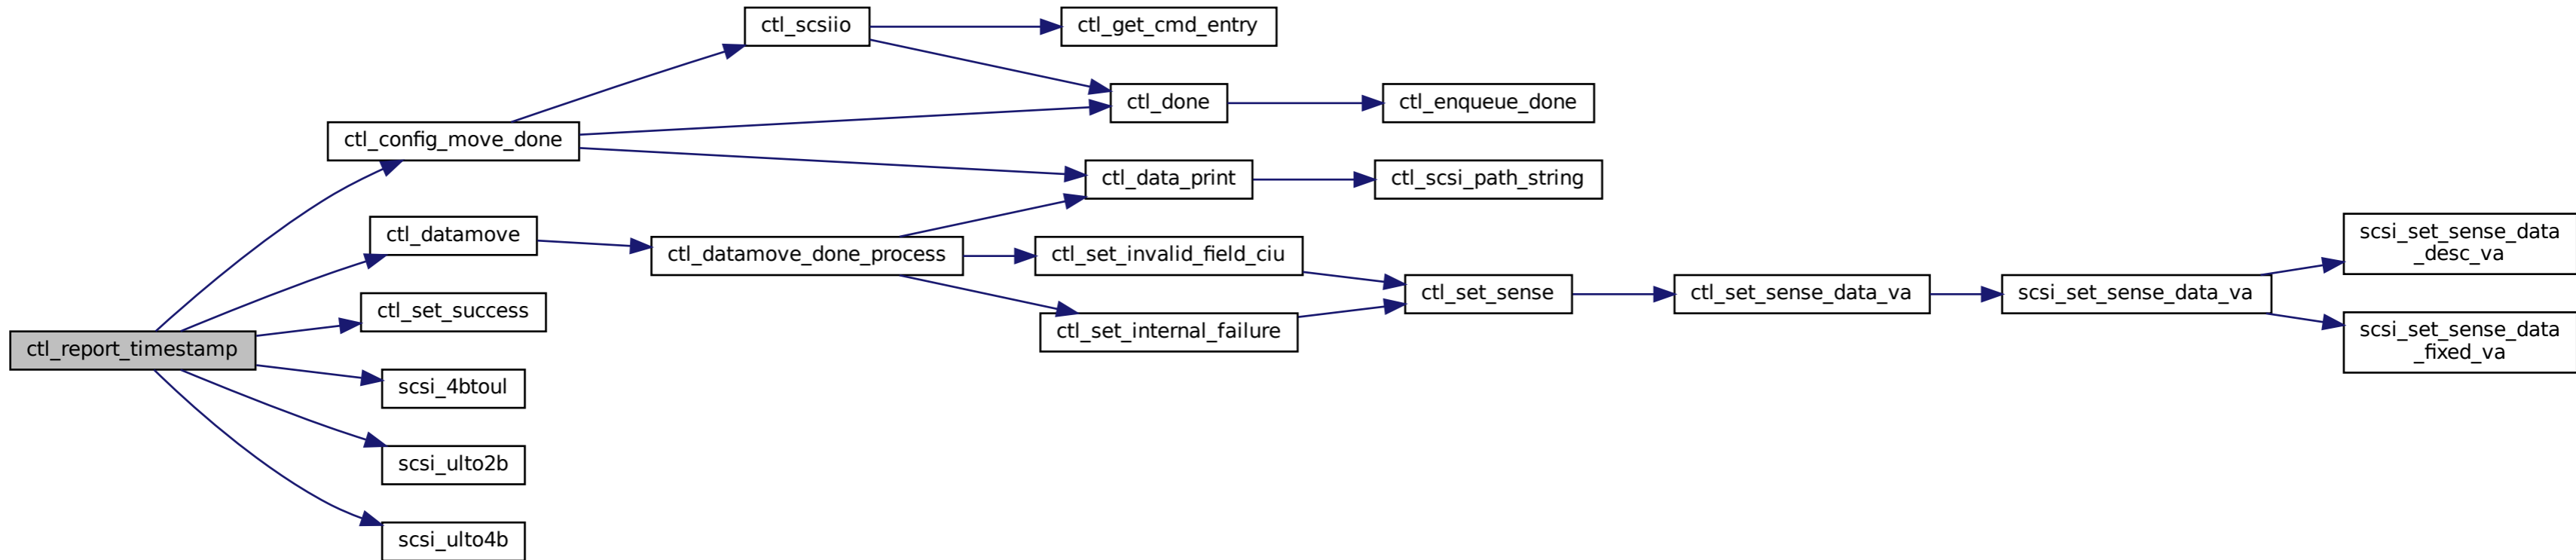 ctl_report_timestamp
ctl_config_move_done
ctl_scsiio
ctl_get_cmd_entry
ctl_done
ctl_enqueue_done
ctl_data_print
ctl_scsi_path_string
ctl_datamove
ctl_datamove_done_process
ctl_set_invalid_field_ciu
ctl_set_internal_failure
ctl_set_sense
ctl_set_sense_data_va
scsi_set_sense_data_va
scsi_set_sense_data
_desc_va
scsi_set_sense_data
_fixed_va
ctl_set_success
scsi_4btoul
scsi_ulto2b
scsi_ulto4b